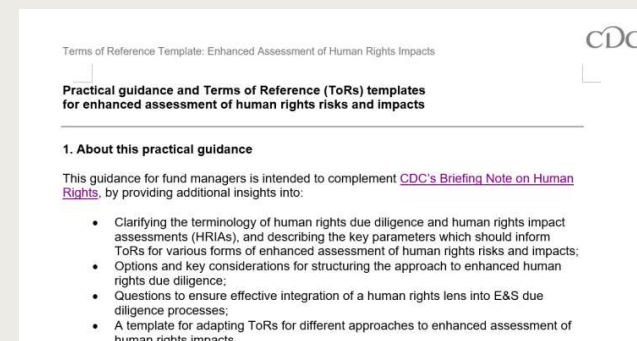 CDC
Terms of Reference Template: Enhanced Assessment of Human Rights Impacts
Practical guidance and Terms of Reference (ToRs) templates
for enhanced assessment of human rights risks and impacts
1. About this practical guidance
This guidance for fund managers is intended to complement CDC's Briefing Note on Human
Rights, by providing additional insights into:
• Clarifying the terminology of human rights due diligence and human rights impact
assessments (HRIAs), and describing the key parameters which should inform
ToRs for various forms of enhanced assessment of human rights risks and impacts;
• Options and key considerations for structuring the approach to enhanced human
rights due diligence;
• Questions to ensure effective integration of a human rights lens into E&S due
diligence processes;
• A template for adapting ToRs for different approaches to enhanced assessment of
human rights impacts